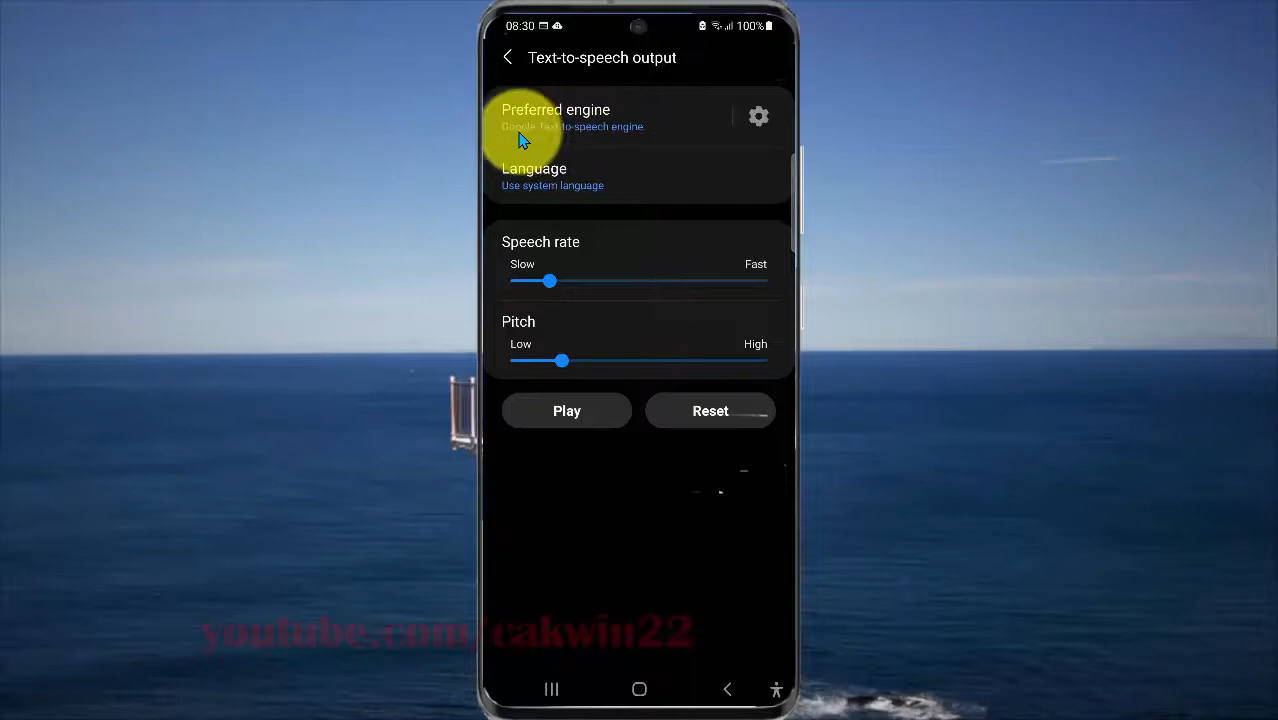 08:30 100%
Text-to-speech output
Preferred engine
Google Text-to-speech engine
Language
Use system language
Speech rate
Slow Fast
Pitch
Low High
Play Reset
youtube.com/cakwin22